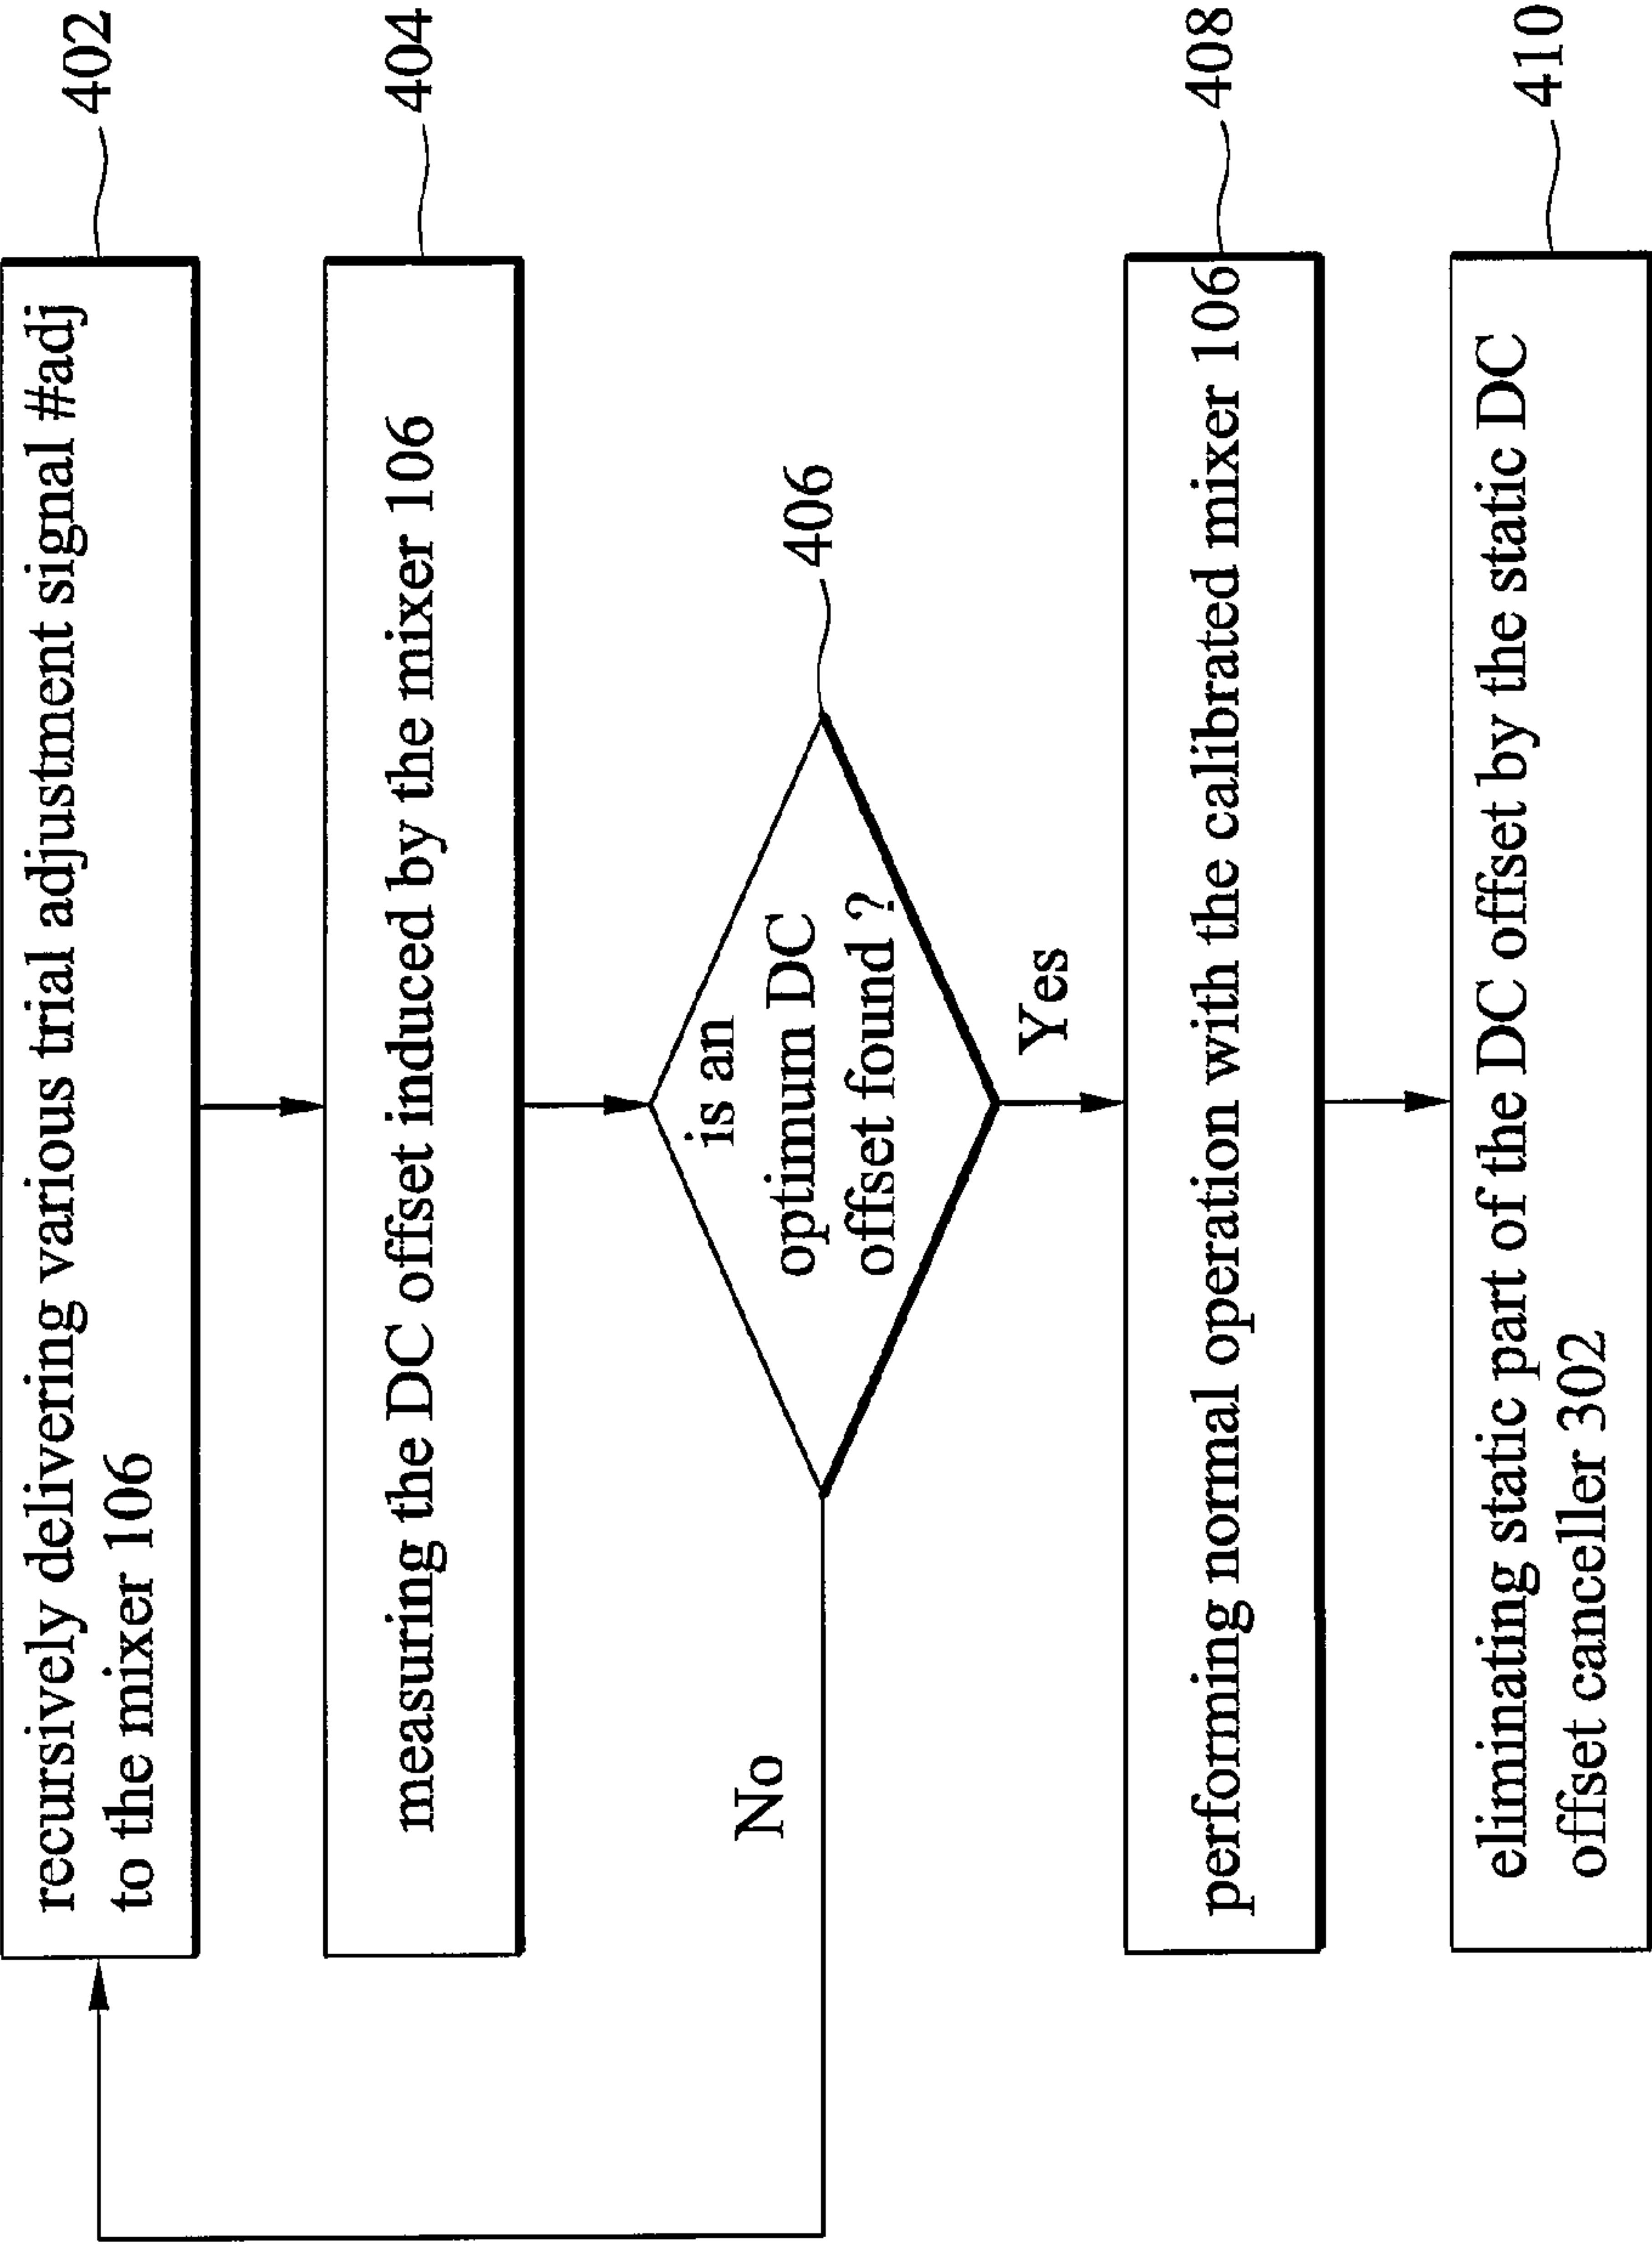 recursively delivering various trial adjustment signal #adj
to the mixer 106
402
measuring the DC offset induced by the mixer 106
404
is an
optimum DC
offset found ?
406
No
Yes
performing normal operation with the calibrated mixer 106
408
eliminating static part of the DC offset by the static DC
offset canceller 302
410